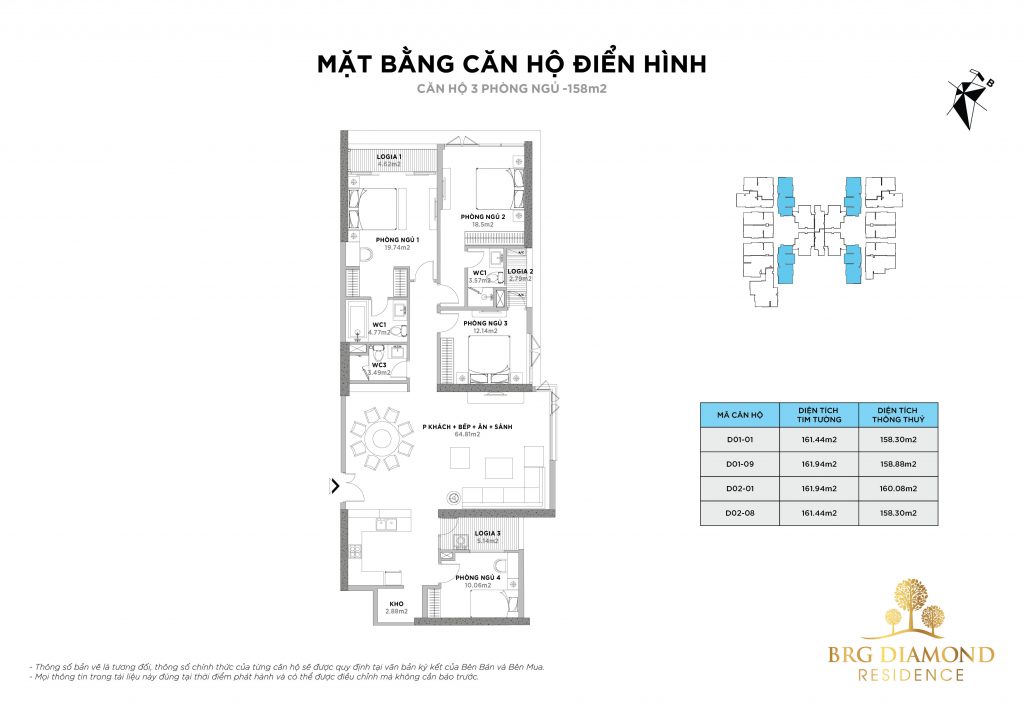 MẶT BẰNG CĂN HỘ ĐIỂN HÌNH
CĂN HỘ 3 PHÒNG NGỦ -158m2
B
LOGIA 1
4.62m2
PHÒNG NGỦ 2
18.5m2
PHÒNG NGỦ 1
19.74m2
A/C
WC1
3.57m2
LOGIA 2
2.79m2
A/C
WC1
4.77m2
PHÒNG NGỦ 3
12.14m2
WC3
3.49m2
P KHÁCH + BẾP + ĂN + SẢNH
64.81m2
LOGIA 3
5.14m2
PHÒNG NGỦ 4
10.06m2
KHO
2.88m2
MÃ CĂN HỘ DIỆN TÍCH TIM TƯỜNG DIỆN TÍCH THÔNG THUỶ
D01-01 161.44m2 158.30m2
D01-09 161.94m2 158.88m2
D02-01 161.94m2 160.08m2
D02-08 161.44m2 158.30m2
BRG DIAMOND
RESIDENCE
- Thông số bản vẽ là tương đối, thông số chính thức của từng căn hộ sẽ được quy định tại văn bản ký kết của Bên Bán và Bên Mua.
- Mọi thông tin trong tài liệu này đúng tại thời điểm phát hành và có thể được điều chỉnh mà không cần báo trước.